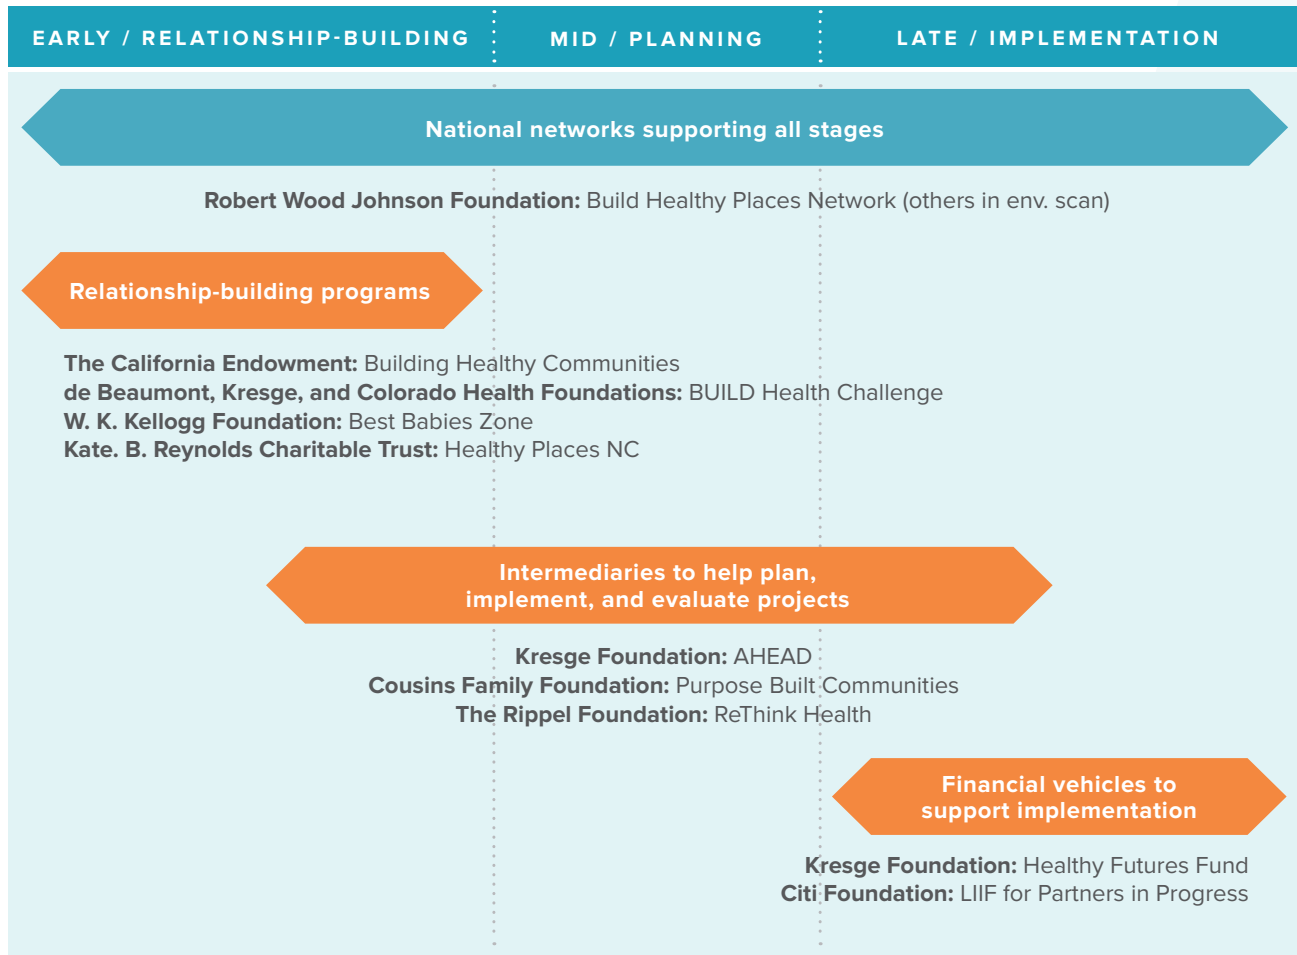 EARLY / RELATIONSHIP-BUILDING
MID / PLANNING
LATE / IMPLEMENTATION
National networks supporting all stages
Robert Wood Johnson Foundation: Build Healthy Places Network (others in env. scan)
Relationship-building programs
The California Endowment: Building Healthy Communities
de Beaumont, Kresge, and Colorado Health Foundations: BUILD Health Challenge
W. K. Kellogg Foundation: Best Babies Zone
Kate. B. Reynolds Charitable Trust: Healthy Places NC
Intermediaries to help plan,
implement, and evaluate projects
Kresge Foundation: AHEAD
Cousins Family Foundation: Purpose Built Communities
The Rippel Foundation: ReThink Health
Financial vehicles to
support implementation
Kresge Foundation: Healthy Futures Fund
Citi Foundation: LIIF for Partners in Progress